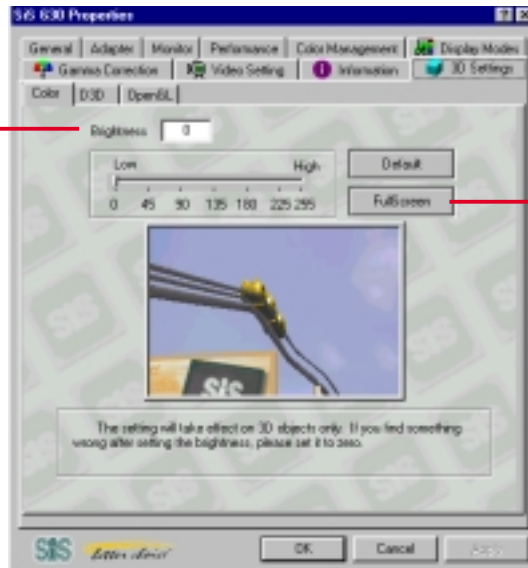 SiS 630 Properties
General Adapter Monitor Performance Color Management Display Modes
Gamma Correction Video Setting Information 3D Settings
Color D3D OpenGL
Brightness 0
Low High Default
0 45 90 135 180 225 255 FullScreen
SiS
The setting will take effect on 3D objects only. If you find something
wrong after setting the brightness, please set it to zero.
SiS
OK Cancel Apply